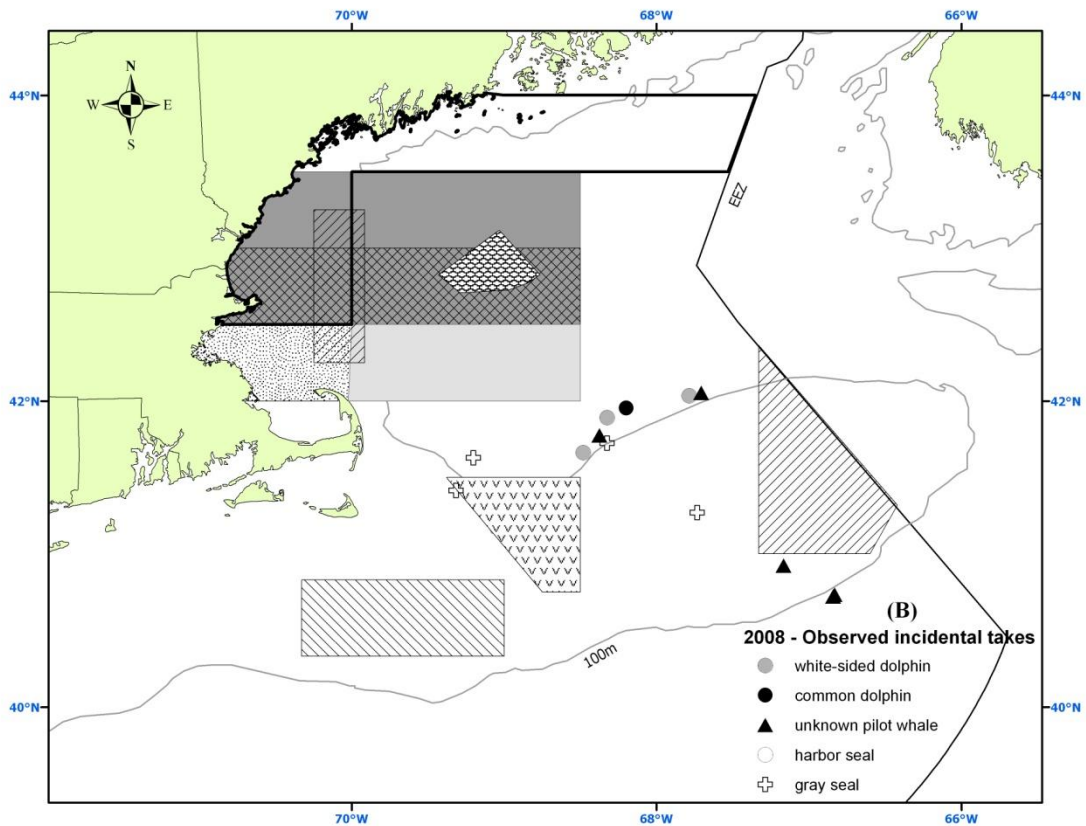 70°W 68°W 66°W
N
W E
S
44°N 44°N
EEZ
42°N 42°N
(B)
2008 - Observed incidental takes
100m
white-sided dolphin
40°N 40°N
common dolphin
unknown pilot whale
harbor seal
gray seal
70°W 68°W 66°W